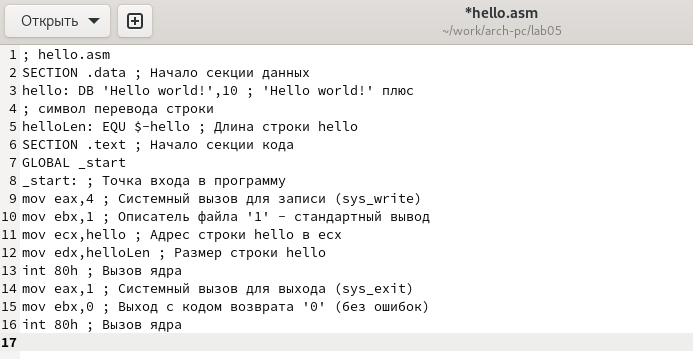 Открыть
*hello.asm
~/work/arch-pc/lab05
1 ; hello.asm
2 SECTION .data ; Начало секции данных
3 hello: DB 'Hello world!',10 ; 'Hello world!' плюс
4 ; символ перевода строки
5 helloLen: EQU $-hello ; Длина строки hello
6 SECTION .text ; Начало секции кода
7 GLOBAL _start
8 _start: ; Точка входа в программу
9 mov eax,4 ; Системный вызов для записи (sys_write)
10 mov ebx,1 ; Описатель файла '1' - стандартный вывод
11 mov ecx,hello ; Адрес строки hello в ecx
12 mov edx,helloLen ; Размер строки hello
13 int 80h ; Вызов ядра
14 mov eax,1 ; Системный вызов для выхода (sys_exit)
15 mov ebx,0 ; Выход с кодом возврата '0' (без ошибок)
16 int 80h ; Вызов ядра
17